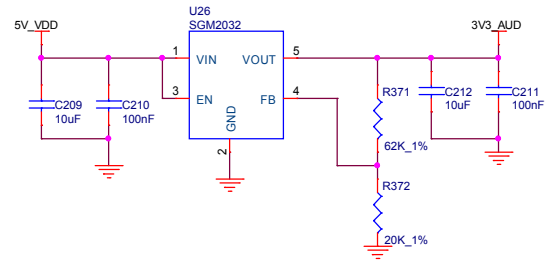 U26
SGM2032
5V_VDD
3V3_AUD
1
VIN
VOUT
5
3
EN
FB
4
GND
2
C209
10uF
C210
100nF
R371
62K_1%
C212
10uF
C211
100nF
R372
20K_1%